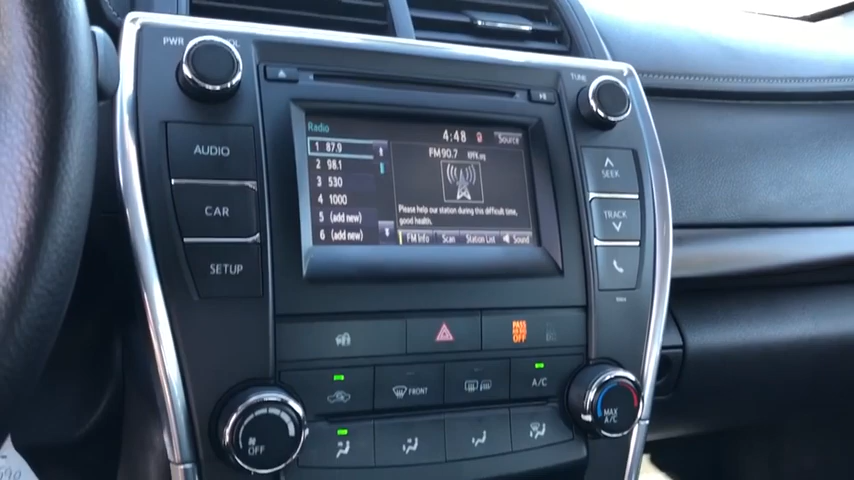 PWR
TUNE
AUDIO
CAR
SETUP
Radio
4:48
Source
1 87.9
FM 90.7
2 98.1
3 530
4 1000
5 (add new)
6 (add new)
Please help our station during this difficult time,
good health.
FM Info Scan Station List Sound
SEEK
TRACK
PASS
OFF
FRONT
A/C
OFF
MAX
A/C